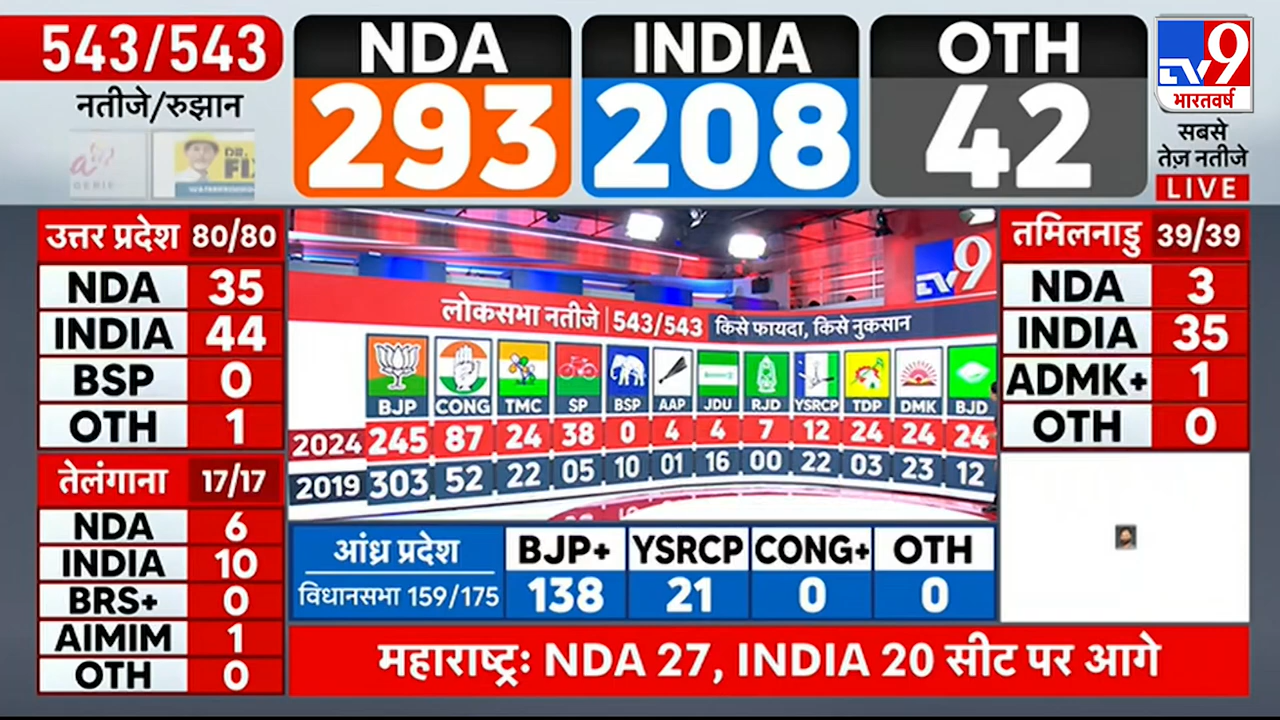 543/543
नतीजे/रुझान
NDA
293
INDIA
208
OTH
42
TV9
भारतवर्ष
सबसे
तेज़ नतीजे
LIVE
DR.
उत्तर प्रदेश 80/80
NDA 35
INDIA 44
BSP 0
OTH 1
तेलंगाना 17/17
NDA 6
INDIA 10
BRS+ 0
AIMIM 1
OTH 0
TV9
लोकसभा नतीजे 543/543 किसे फायदा, किसे नुकसान
BJP CONG TMC SP BSP AAP JDU RJD YSRCP TDP DMK BJD
2024 245 87 24 38 0 4 4 7 12 24 24 24
2019 303 52 22 05 10 01 16 00 22 03 23 12
आंध्र प्रदेश BJP+ YSRCP CONG+ OTH
विधानसभा 159/175 138 21 0 0
तमिलनाडु 39/39
NDA 3
INDIA 35
ADMK+ 1
OTH 0
महाराष्ट्रः NDA 27, INDIA 20 सीट पर आगे